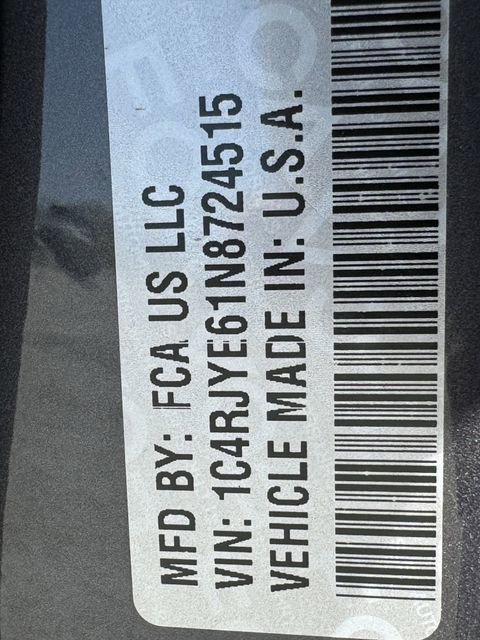 MFD BY: FCA US LLC
VIN: 1C4RJYE61N8724515
VEHICLE MADE IN: U.S.A.